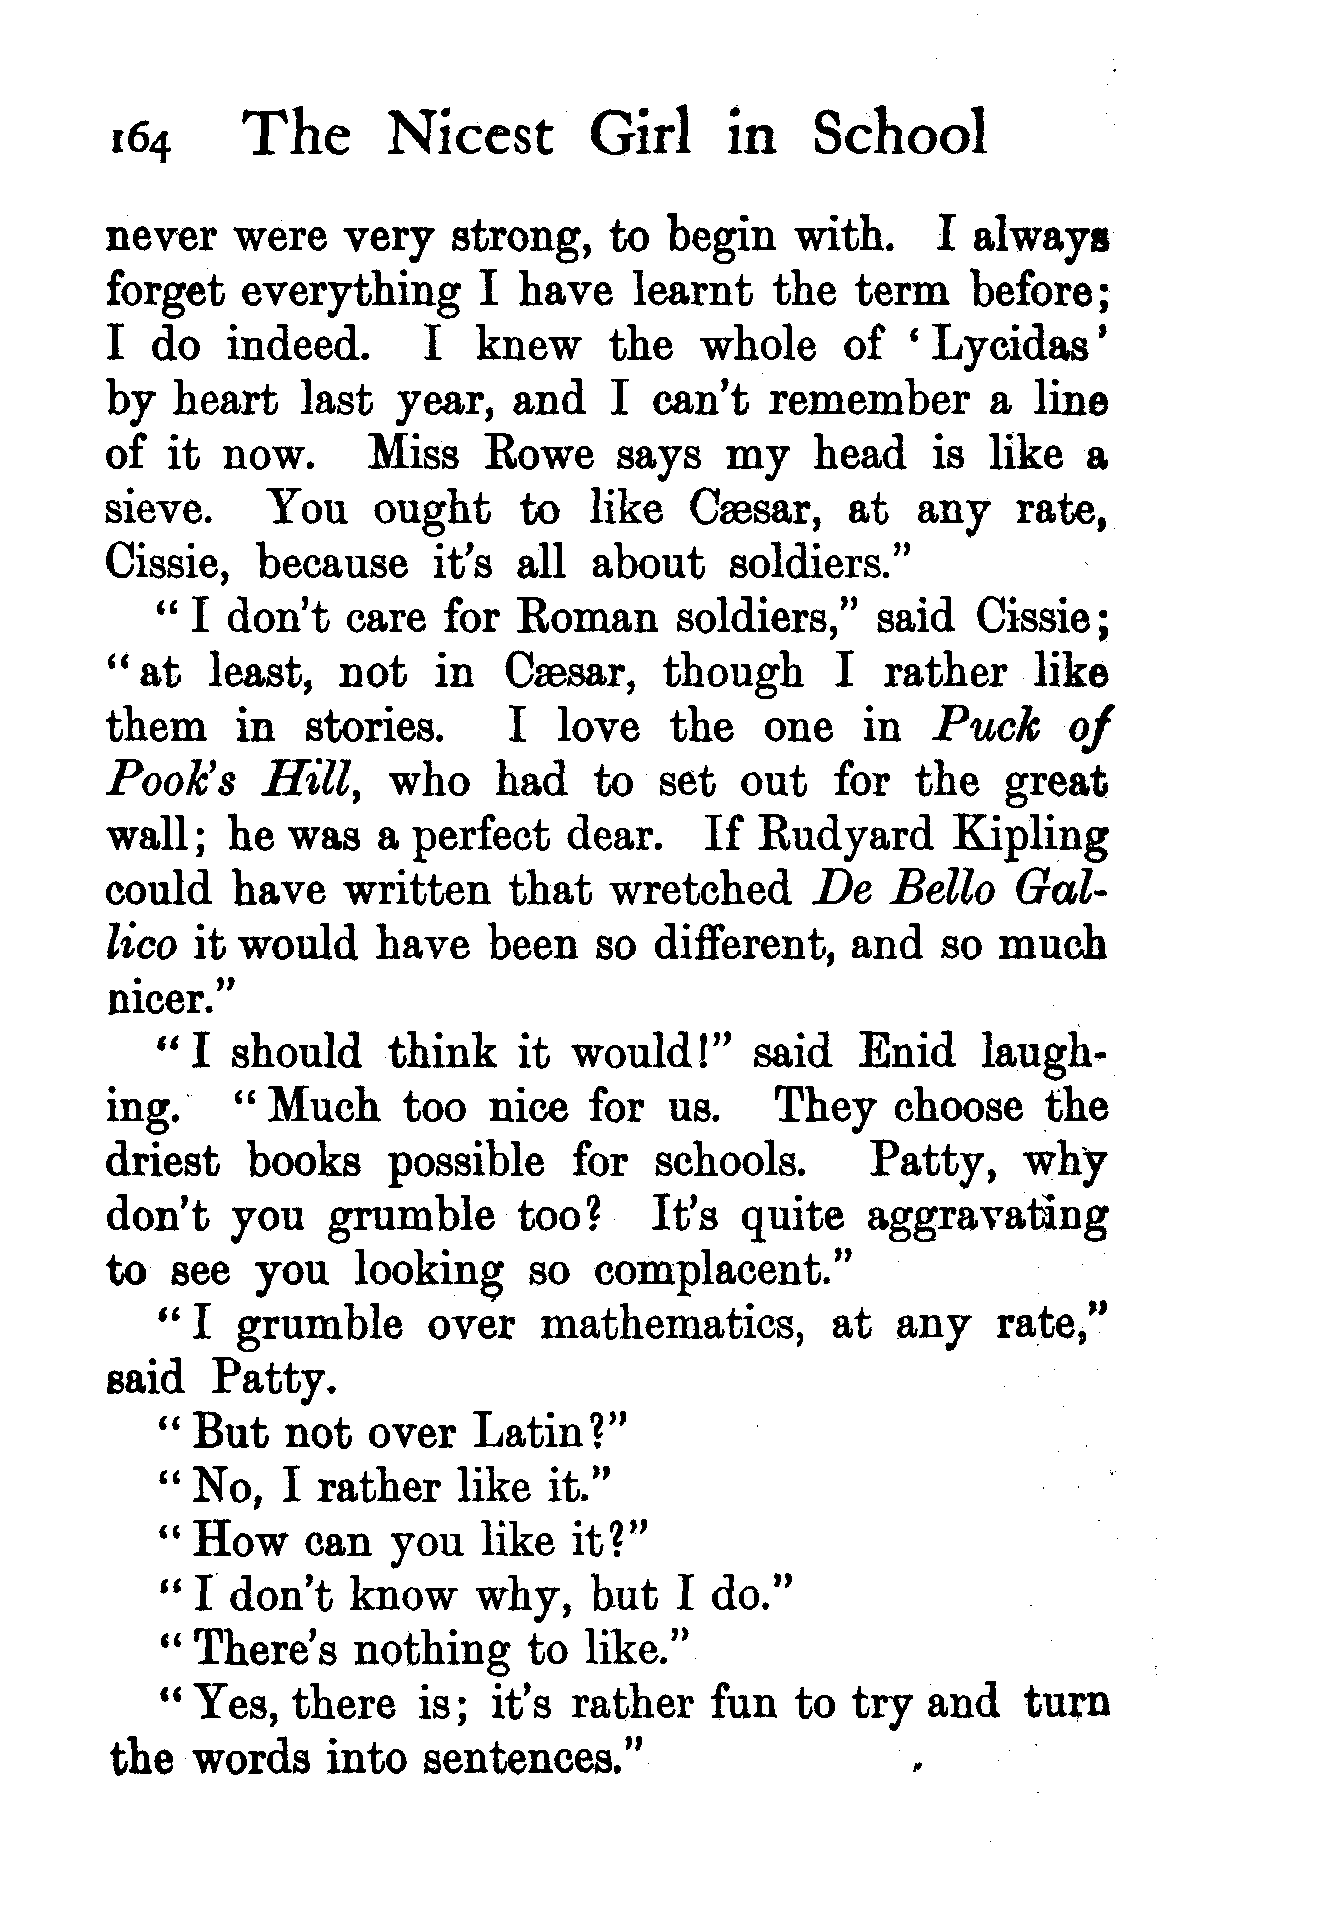 164 The Nicest Girl in School
never were very strong, to begin with. I always
forget everything I have learnt the term before;
I do indeed. I knew the whole of ‘Lycidas’
by heart last year, and I can't remember a line
of it now. Miss Rowe says my head is like a
sieve. You ought to like Cæsar, at any rate,
Cissie, because it's all about soldiers.”
“I don't care for Roman soldiers,” said Cissie;
“at least, not in Cæsar, though I rather like
them in stories. I love the one in Puck of
Pook's Hill, who had to set out for the great
wall; he was a perfect dear. If Rudyard Kipling
could have written that wretched De Bello Gal-
lico it would have been so different, and so much
nicer.”
“I should think it would!” said Enid laugh-
ing. “Much too nice for us. They choose the
driest books possible for schools. Patty, why
don't you grumble too? It's quite aggravating
to see you looking so complacent.”
“I grumble over mathematics, at any rate,”
said Patty.
“But not over Latin?”
“No, I rather like it.”
“How can you like it?”
“I don't know why, but I do.”
“There's nothing to like.”
“Yes, there is; it's rather fun to try and turn
the words into sentences.”